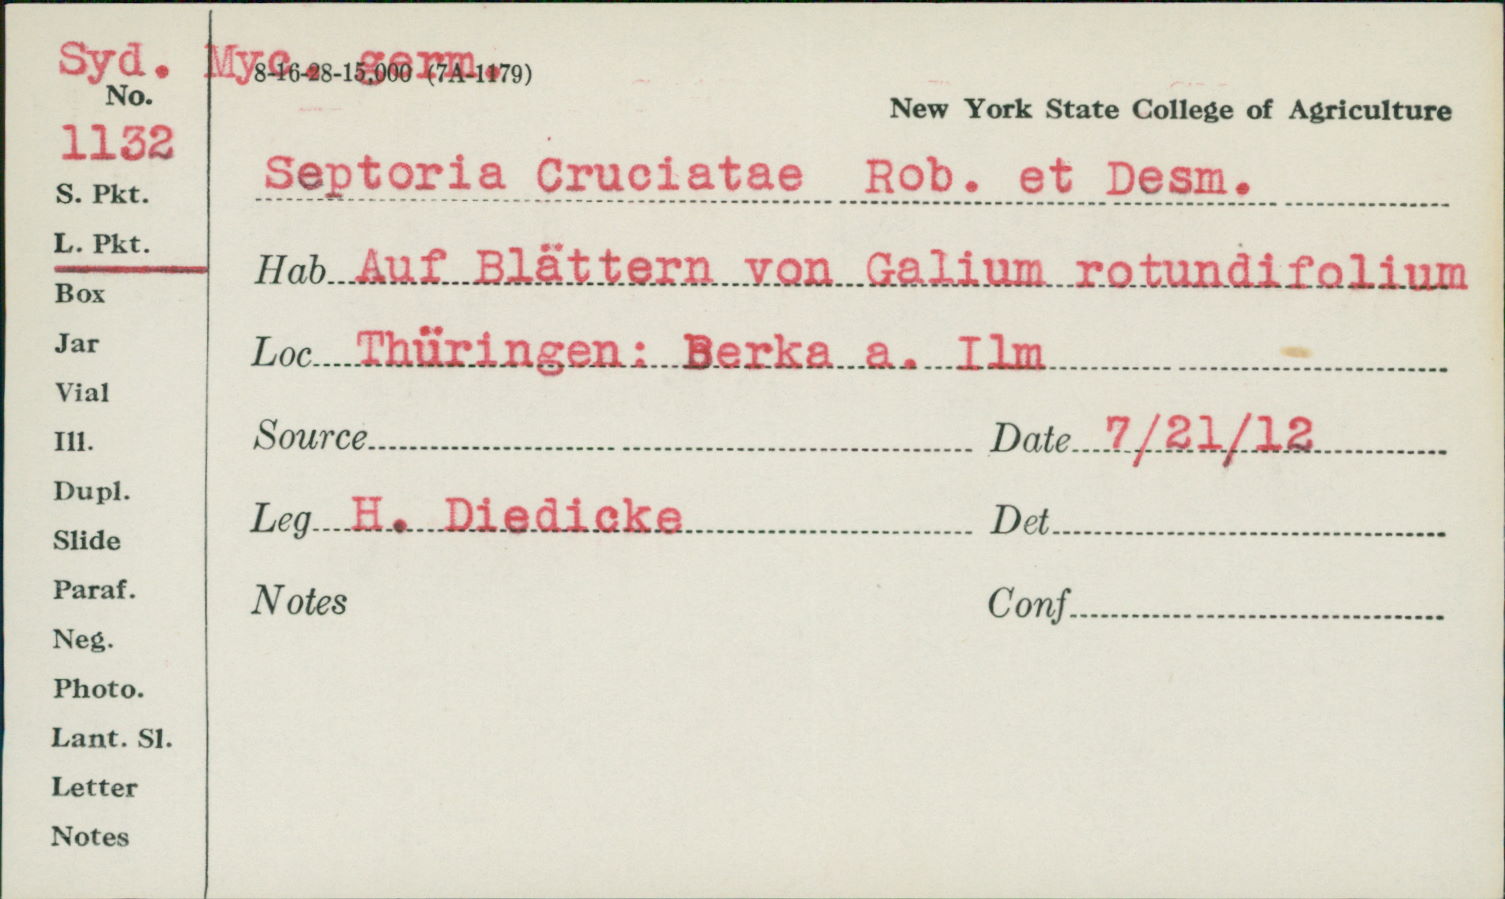 Syd. Myc. germ.
8-16-28-15,000 (7A-1179)
No.
New York State College of Agriculture
1132
Septoria Cruciatae Rob. et Desm.
S. Pkt.
L. Pkt.
Hab. Auf Blättern von Galium rotundifolium
Box
Jar
Loc. Thüringen: Berka a. Ilm
Vial
Ill.
Source Date 7/21/12
Dupl.
Leg. H. Diedicke Det
Slide
Paraf.
Notes Conf
Neg.
Photo.
Lant. Sl.
Letter
Notes